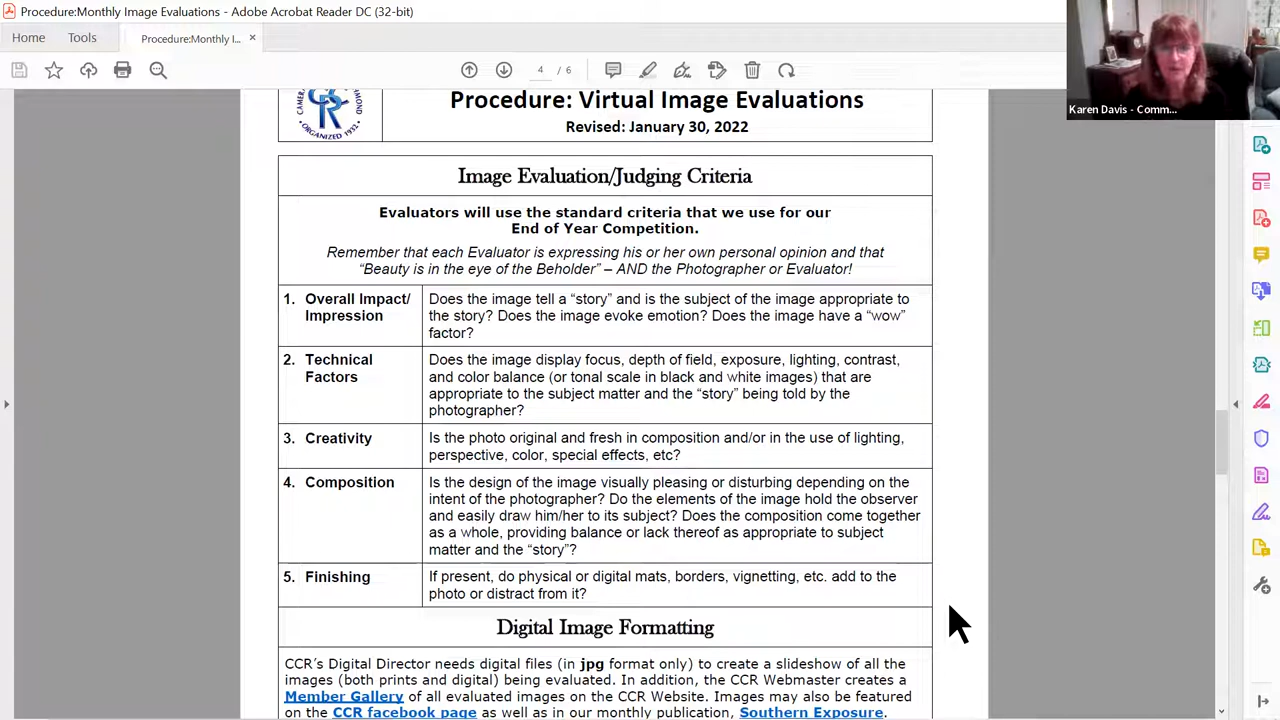 Procedure:Monthly Image Evaluations - Adobe Acrobat Reader DC (32-bit)
Home Tools Procedure:Monthly I... ×
4 / 6
Karen Davis - Comm...
ORGANIZED 1932
Procedure: Virtual Image Evaluations
Revised: January 30, 2022
Image Evaluation/Judging Criteria
Evaluators will use the standard criteria that we use for our
End of Year Competition.
Remember that each Evaluator is expressing his or her own personal opinion and that
“Beauty is in the eye of the Beholder” – AND the Photographer or Evaluator!
1. Overall Impact/
Impression
Does the image tell a “story” and is the subject of the image appropriate to
the story? Does the image evoke emotion? Does the image have a “wow”
factor?
2. Technical
Factors
Does the image display focus, depth of field, exposure, lighting, contrast,
and color balance (or tonal scale in black and white images) that are
appropriate to the subject matter and the “story” being told by the
photographer?
3. Creativity
Is the photo original and fresh in composition and/or in the use of lighting,
perspective, color, special effects, etc?
4. Composition
Is the design of the image visually pleasing or disturbing depending on the
intent of the photographer? Do the elements of the image hold the observer
and easily draw him/her to its subject? Does the composition come together
as a whole, providing balance or lack thereof as appropriate to subject
matter and the “story”?
5. Finishing
If present, do physical or digital mats, borders, vignetting, etc. add to the
photo or distract from it?
Digital Image Formatting
CCR’s Digital Director needs digital files (in jpg format only) to create a slideshow of all the
images (both prints and digital) being evaluated. In addition, the CCR Webmaster creates a
Member Gallery of all evaluated images on the CCR Website. Images may also be featured
on the CCR facebook page as well as in our monthly publication, Southern Exposure.